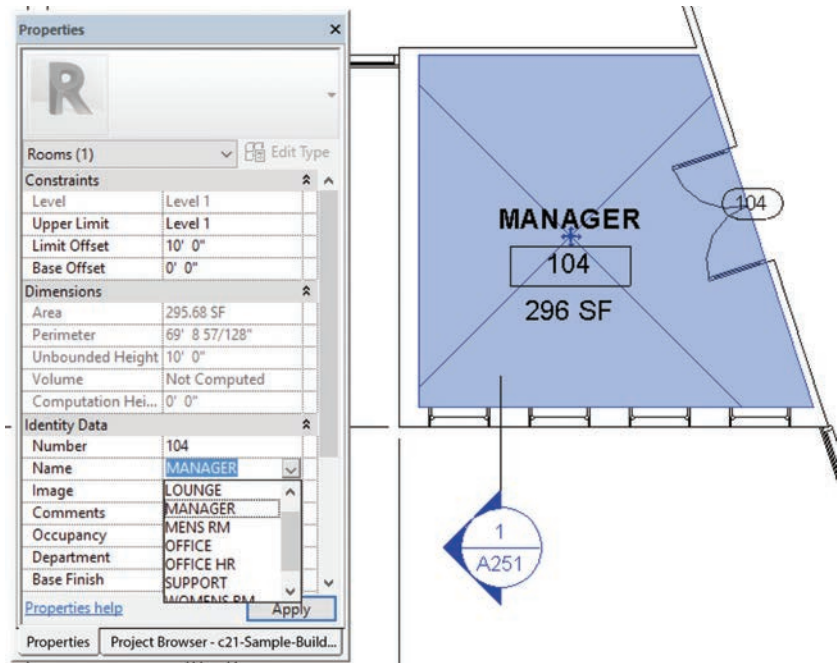 Properties
R
Rooms (1)
Edit Type
Constraints
Level Level 1
Upper Limit Level 1
Limit Offset 10' 0"
Base Offset 0' 0"
Dimensions
Area 295.68 SF
Perimeter 69' 8 57/128"
Unbounded Height 10' 0"
Volume Not Computed
Computation Hei... 0' 0"
Identity Data
Number 104
Name MANAGER
Image
Comments
Occupancy
Department
Base Finish
LOUNGE
MANAGER
MENS RM
OFFICE
OFFICE HR
SUPPORT
WOMENS RM
Properties help
Apply
Properties
Project Browser - c21-Sample-Build...
MANAGER
104
296 SF
104
1
A251